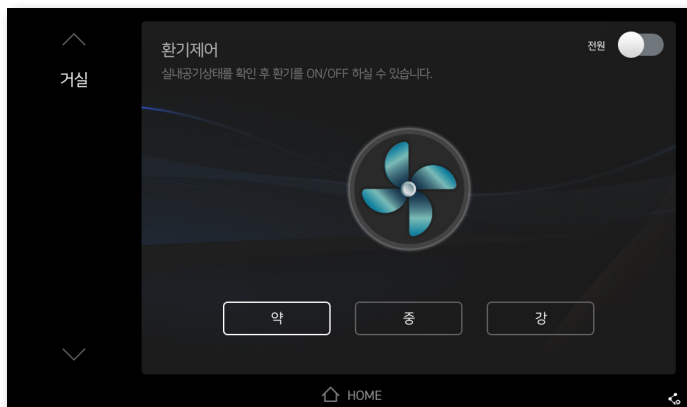 환기제어
전원
거실
실내공기상태를 확인 후 환기를 ON/OFF 하실 수 있습니다.
약
중
강
HOME